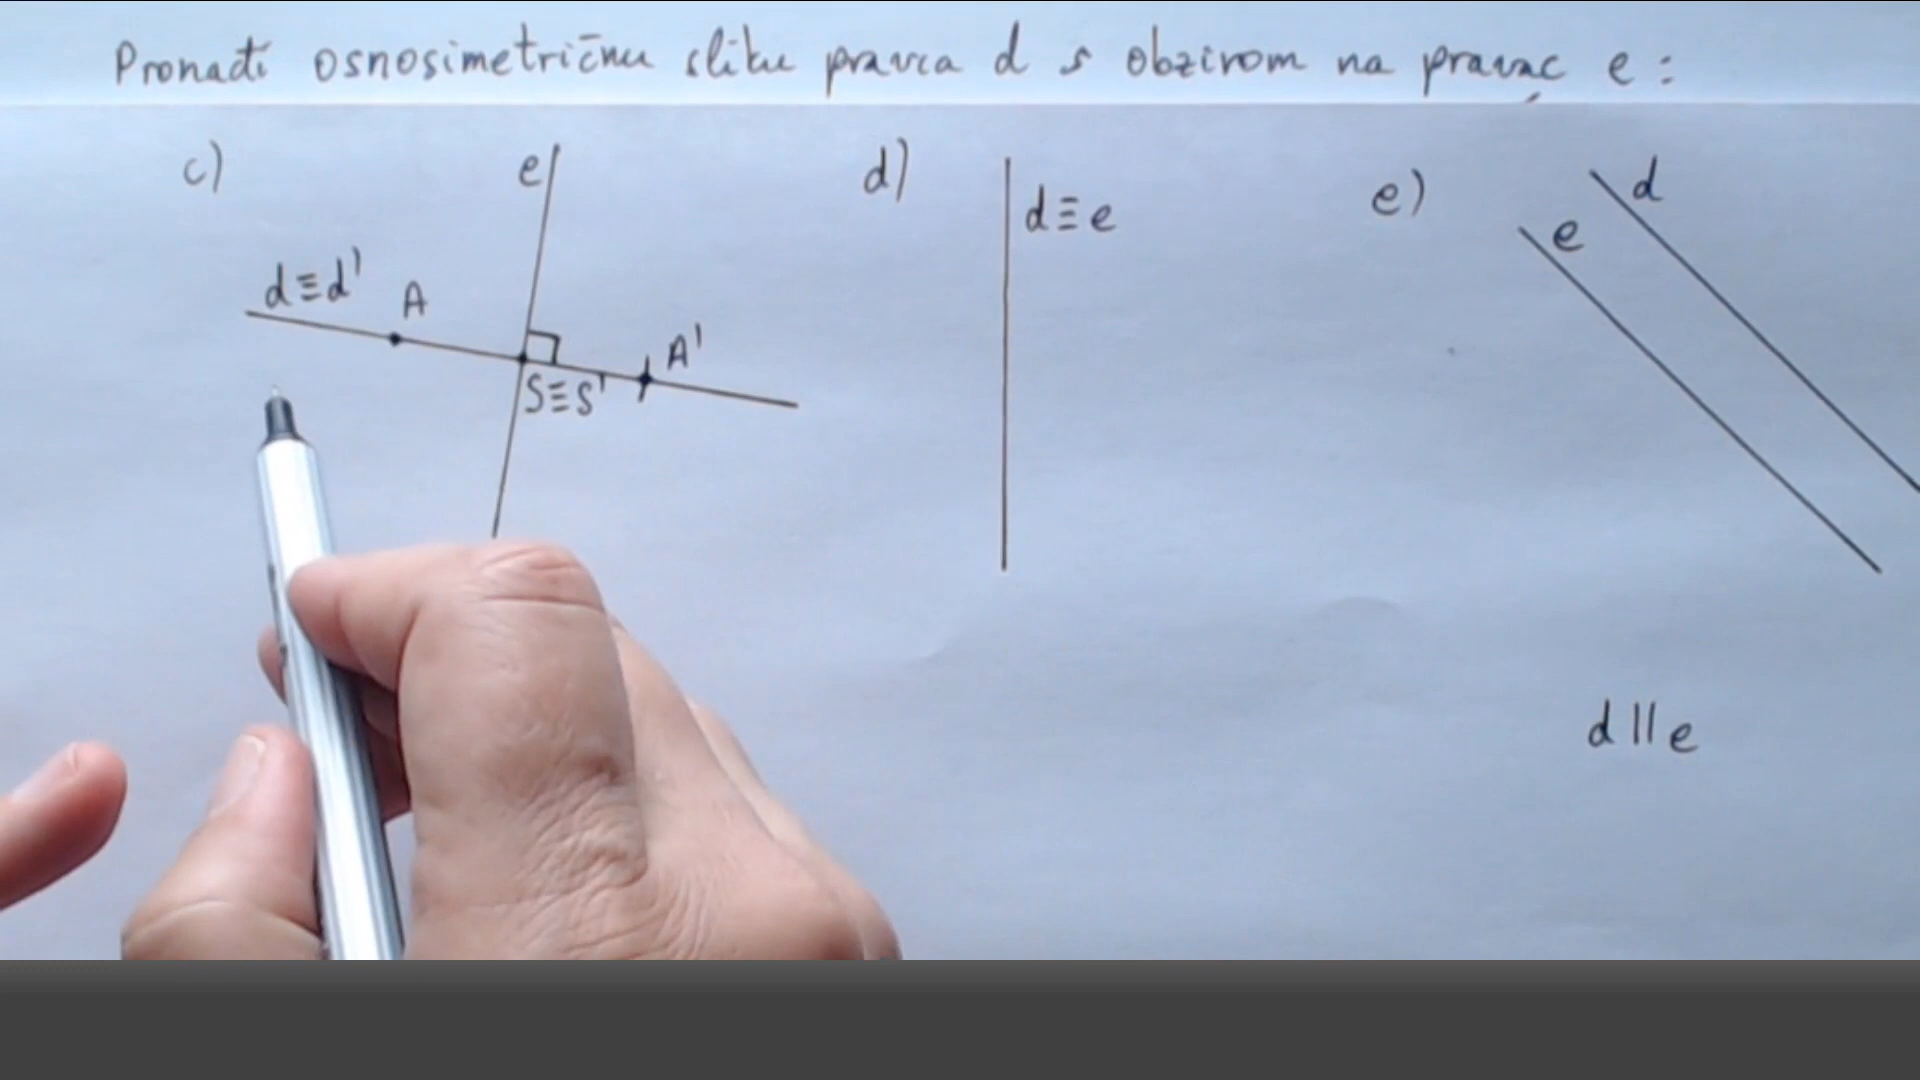 Pronađi osnosimetričnu sliku pravca d s obzirom na pravac e :
c)
e
d≡d'
A
S≡S'
A'
d)
d≡e
e)
d
e
d||e